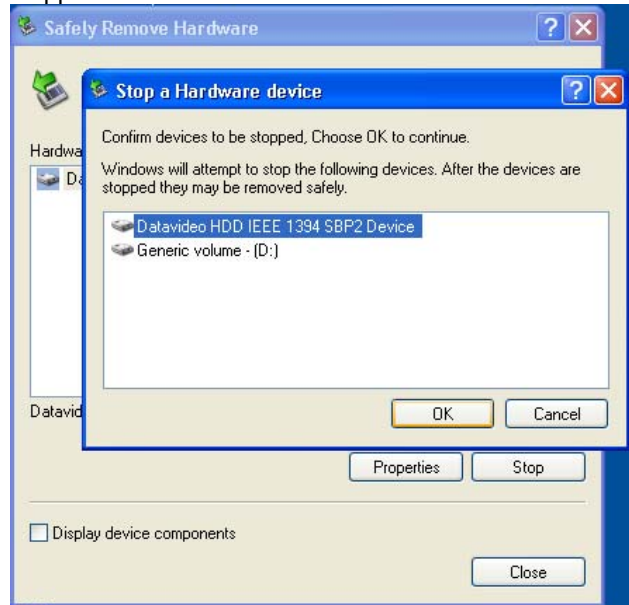 Safely Remove Hardware
Stop a Hardware device
Confirm devices to be stopped, Choose OK to continue.
Hardwa
Windows will attempt to stop the following devices. After the devices are
stopped they may be removed safely.
Da
Datavideo HDD IEEE 1394 SBP2 Device
Generic volume - (D:)
Datavid
OK
Cancel
Properties
Stop
Display device components
Close